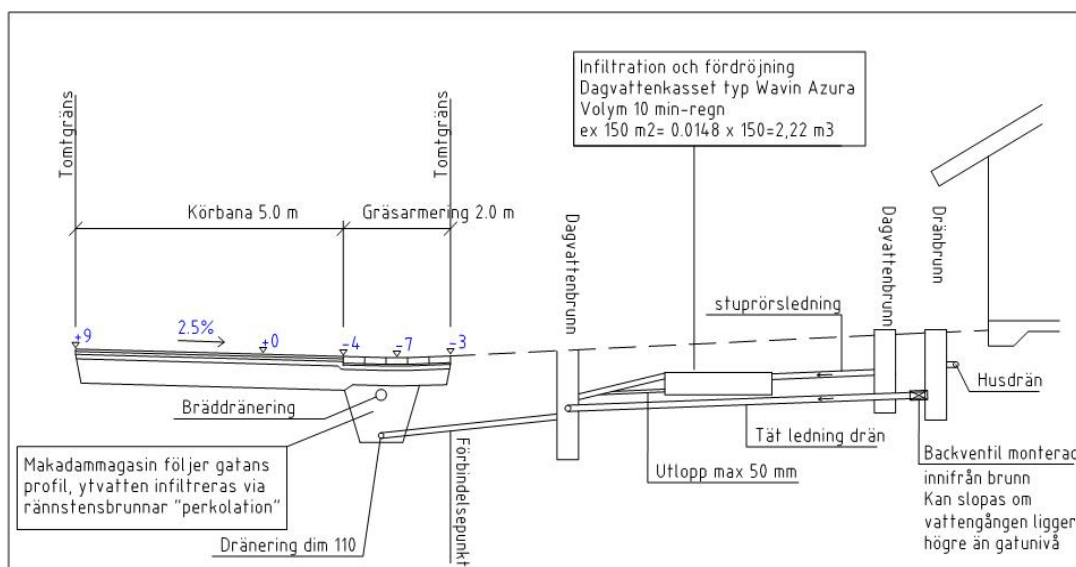 Infiltration och fördröjning
Dagvattenkasset typ Wavin Azura
Volym 10 min-regn
ex 150 m2= 0.0148 x 150=2,22 m3
Tomtgräns
Tomtgräns
Körbana 5.0 m
Gräsarmering 2.0 m
Dagvattenbrunn
Dagvattenbrunn
Dränbrunn
stuprörsledning
+9
2.5%
+0
-4
-7
-3
Husdrän
Bräddränering
Makadammagasin följer gatans
profil, ytvatten infiltreras via
rännstensbrunnar "perkolation"
Dränering dim 110
Förbindelsepunkt
Utlopp max 50 mm
Tät ledning drän
Backventil monterad
innifrån brunn
Kan slopas om
vattengången ligger
högre än gatunivå